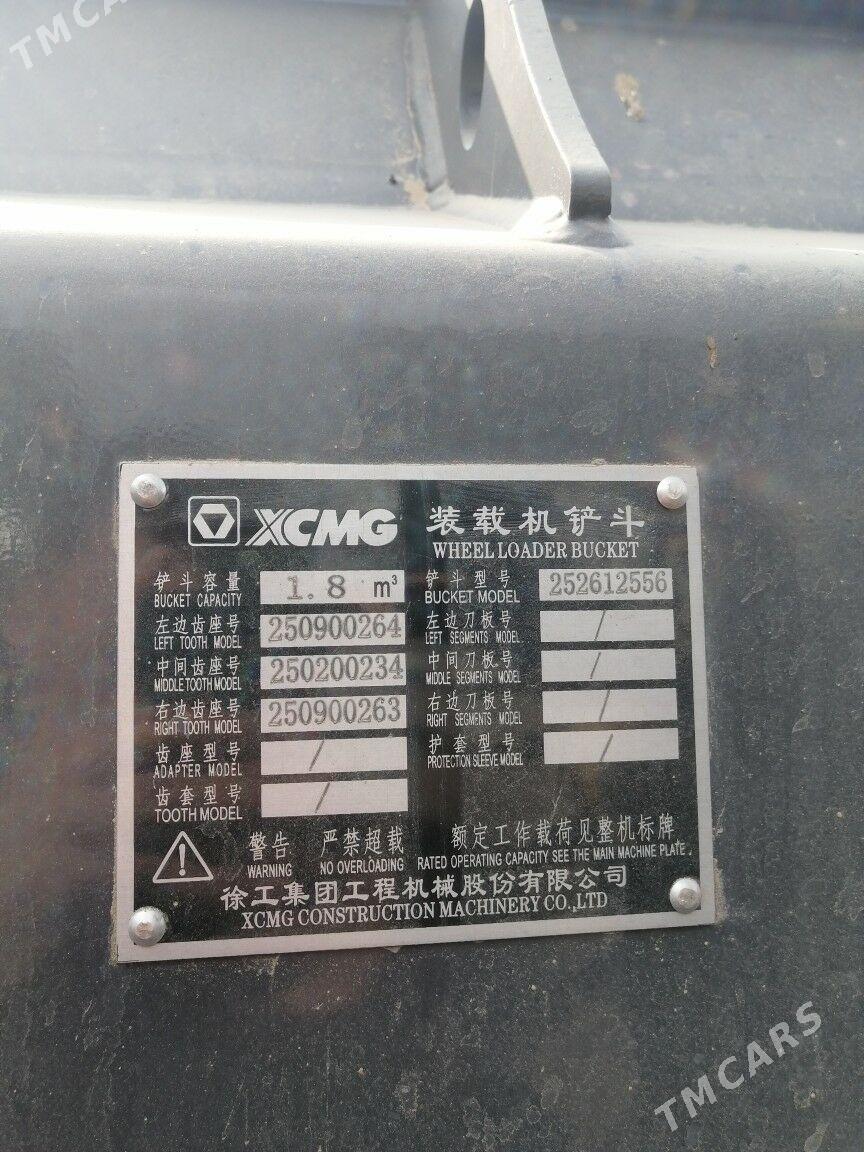 TMCARS
XCMG 装载机铲斗
WHEEL LOADER BUCKET
铲斗容量 1.8 m³ 铲斗型号 252612556
BUCKET CAPACITY BUCKET MODEL
左边齿座号 250900264 左边刀板号 /
LEFT TOOTH MODEL LEFT SEGMENTS MODEL
中间齿座号 250200234 中间刀板号 /
MIDDLE TOOTH MODEL MIDDLE SEGMENTS MODEL
右边齿座号 250900263 右边刀板号 /
RIGHT TOOTH MODEL RIGHT SEGMENTS MODEL
齿座型号 / 护套型号 /
ADAPTER MODEL PROTECTION SLEEVE MODEL
齿套型号 /
TOOTH MODEL
警告 严禁超载 额定工作载荷见整机标牌
WARNING NO OVERLOADING RATED OPERATING CAPACITY SEE THE MAIN MACHINE PLATE.
徐工集团工程机械股份有限公司
XCMG CONSTRUCTION MACHINERY CO.,LTD
TMCARS